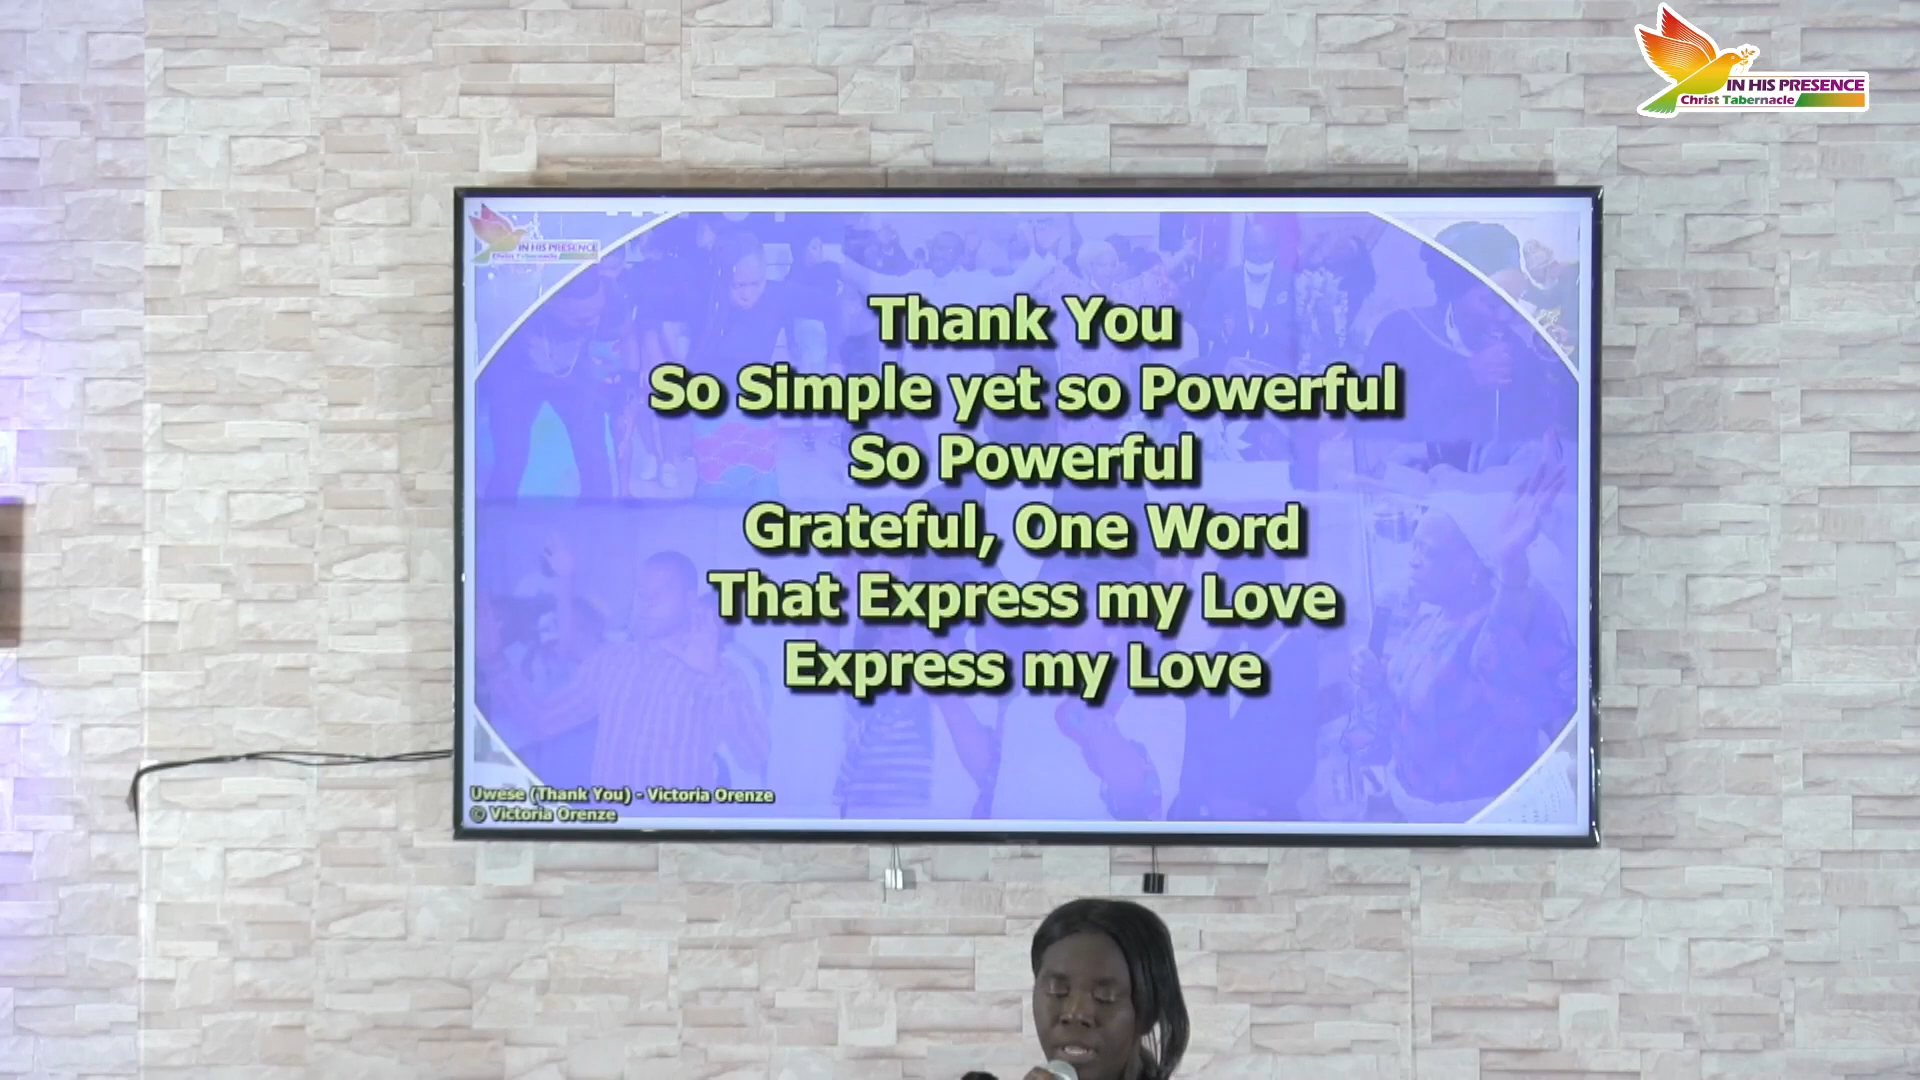 IN HIS PRESENCE
Christ Tabernacle
IN HIS PRESENCE
Christ Tabernacle
Thank You
So Simple yet so Powerful
So Powerful
Grateful, One Word
That Express my Love
Express my Love
Uwese (Thank You) - Victoria Orenze
© Victoria Orenze